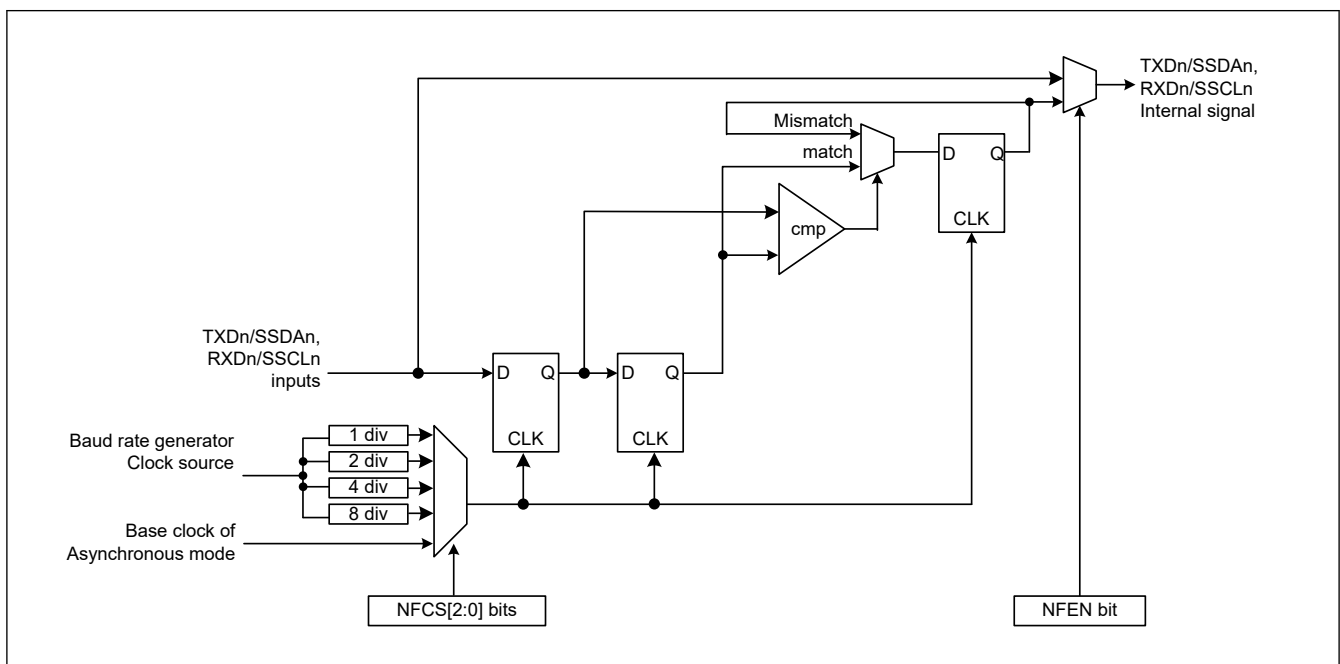 TXDn/SSDAn,
RXDn/SSCLn
Internal signal
Mismatch
match
D
Q
CLK
cmp
TXDn/SSDAn,
RXDn/SSCLn
inputs
D
Q
CLK
D
Q
CLK
Baud rate generator
Clock source
1 div
2 div
4 div
8 div
Base clock of
Asynchronous mode
NFCS[2:0] bits
NFEN bit